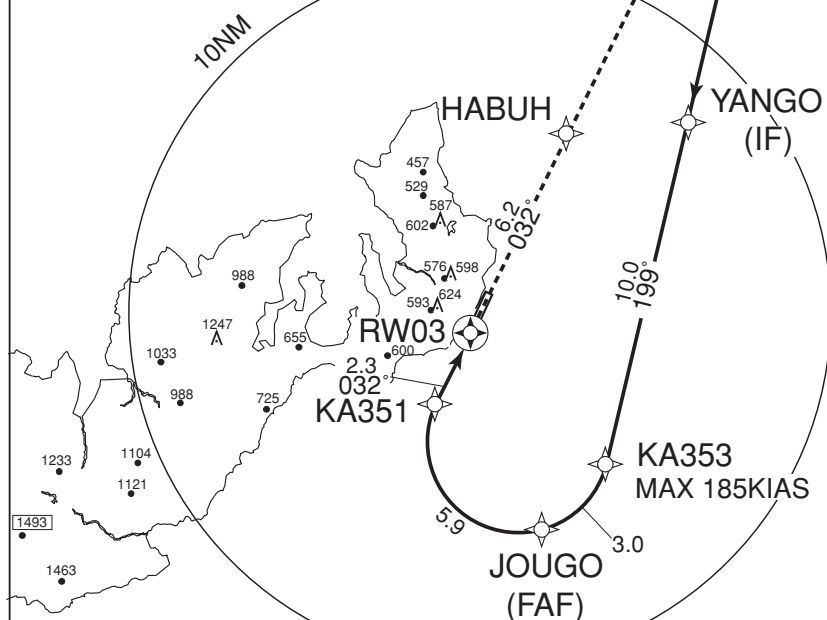 10NM
HABUH
YANGO
(IF)
457
529
587
602
6.2
032°
576
598
988
10.0
199°
593
624
1247
RW03
655
600
1033
2.3
032°
KA351
988
725
1104
1233
KA353
MAX 185KIAS
1121
1493
5.9
3.0
JOUGO
(FAF)
1463